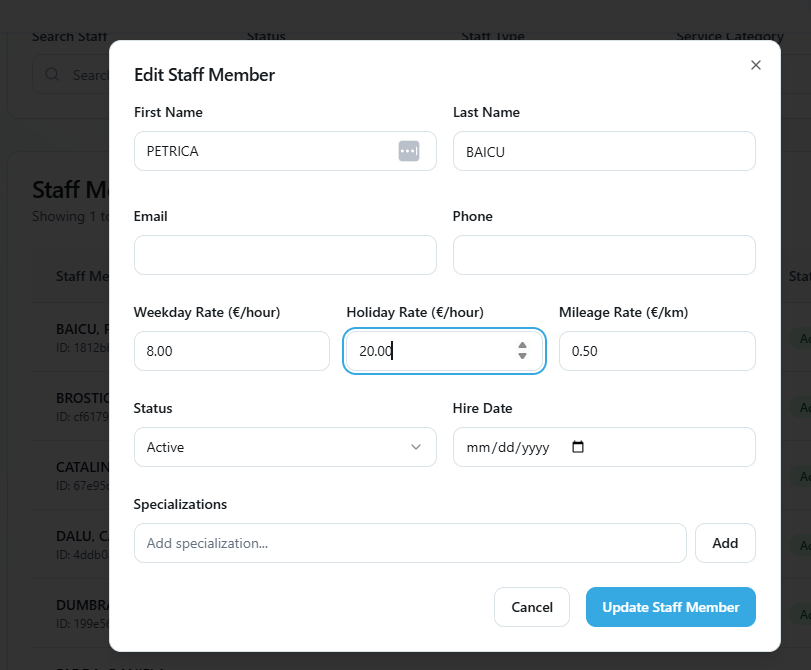 Search Staff Status Staff Type Service Category
Search
Edit Staff Member
First Name Last Name
PETRICA BAICU
Staff
Showing 1
Email Phone
Staff
Weekday Rate (€/hour) Holiday Rate (€/hour) Mileage Rate (€/km)
BAICU,
8.00 20.00 0.50
ID: 1812b
BROSTIC
Status Hire Date
ID: cf6179
Active mm/dd/yyyy
CATALIN
ID: 67e95
Specializations
DALU,
Add specialization... Add
ID: 4ddb0
DUMBRA
Cancel Update Staff Member
ID: 199e5